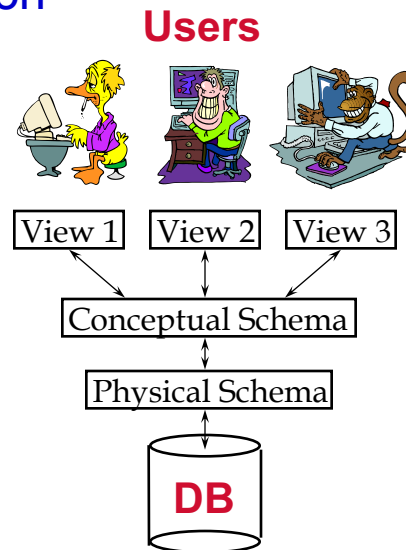 Users
View 1 View 2 View 3
Conceptual Schema
Physical Schema
DB